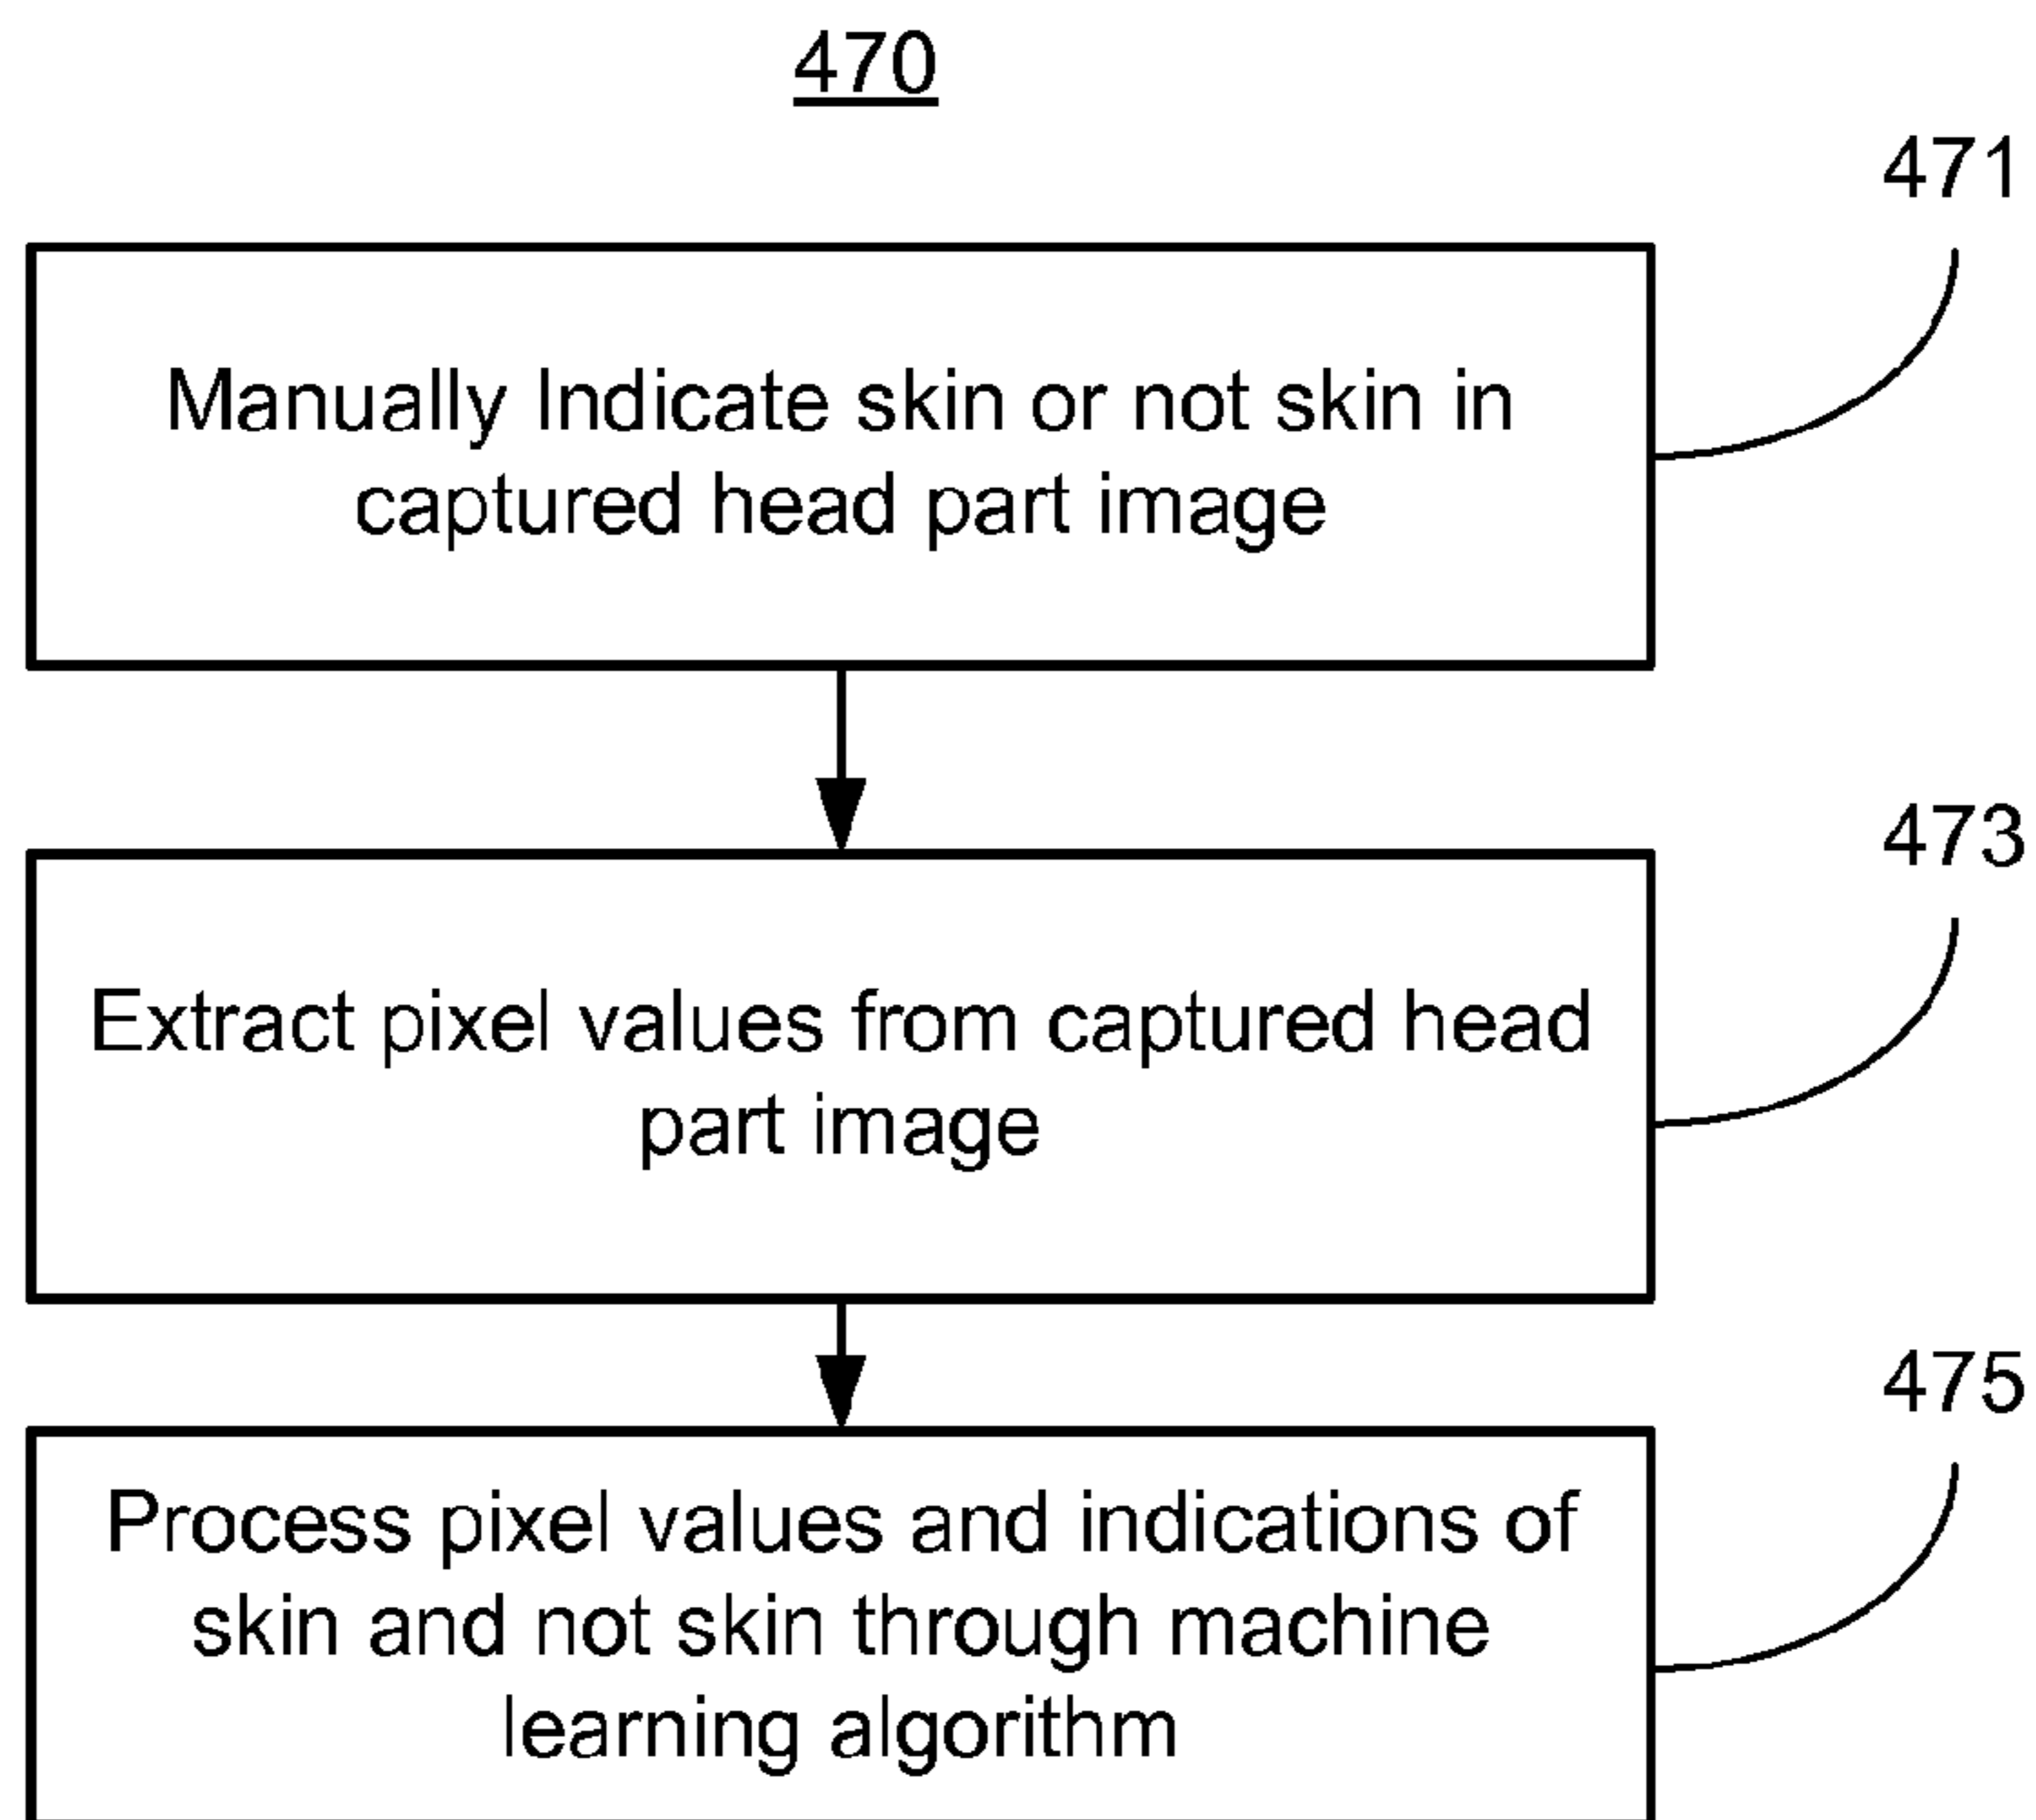 470
471
Manually Indicate skin or not skin in
captured head part image
473
Extract pixel values from captured head
part image
475
Process pixel values and indications of
skin and not skin through machine
learning algorithm